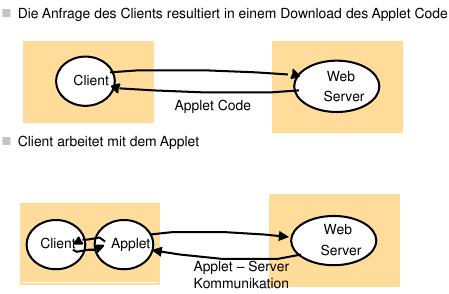 Die Anfrage des Clients resultiert in einem Download des Applet Code
Client
Web
Server
Applet Code
Client arbeitet mit dem Applet
Client
Applet
Web
Server
Applet – Server
Kommunikation